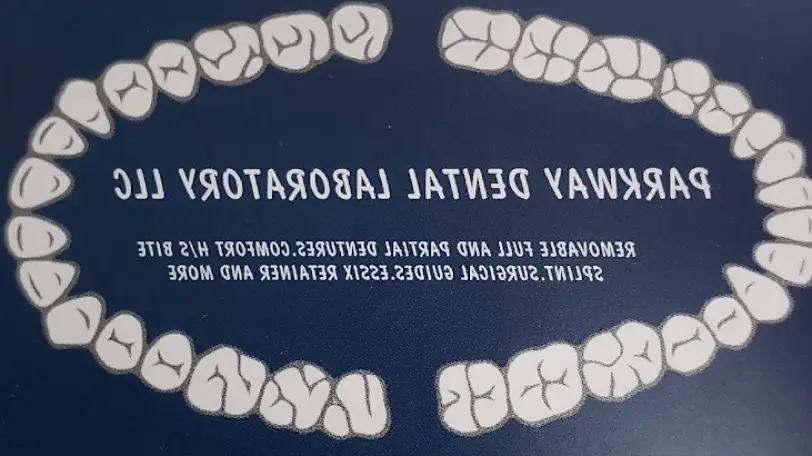 PARKWAY DENTAL LABORATORY LLC
REMOVABLE FULL AND PARTIAL DENTURES.COMFORT H/S BITE
SPLINT.SURGICAL GUIDES.ESSIX RETAINER AND MORE